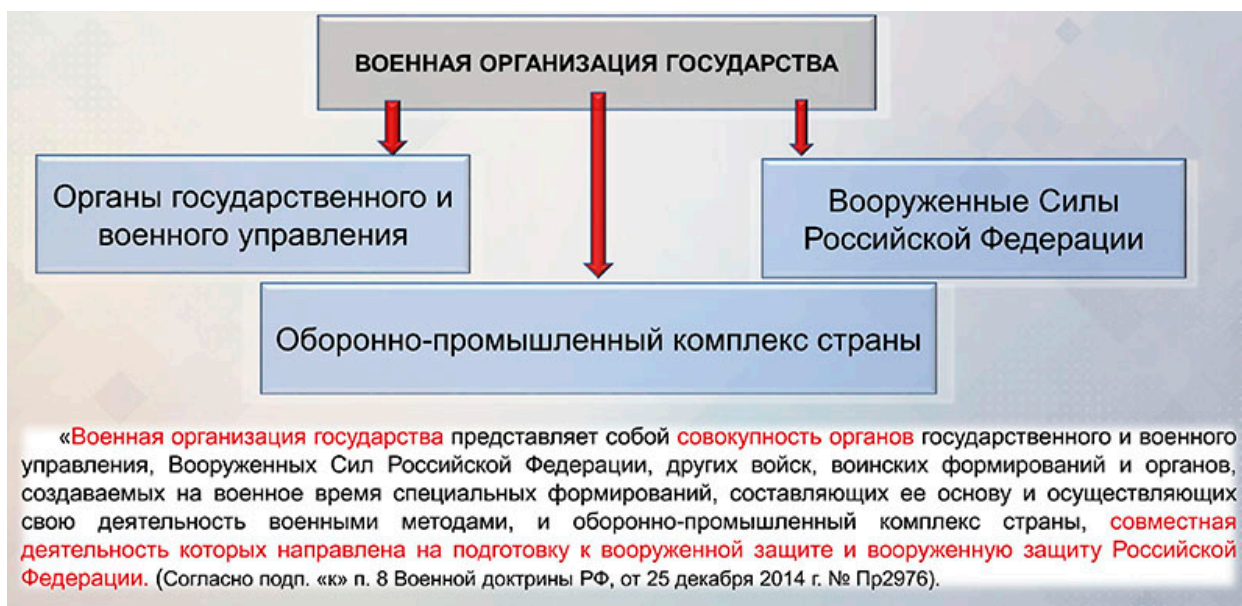 ВОЕННАЯ ОРГАНИЗАЦИЯ ГОСУДАРСТВА
Органы государственного и
военного управления
Вооруженные Силы
Российской Федерации
Оборонно-промышленный комплекс страны
«Военная организация государства представляет собой совокупность органов государственного и военного
управления, Вооруженных Сил Российской Федерации, других войск, воинских формирований и органов,
создаваемых на военное время специальных формирований, составляющих ее основу и осуществляющих
свою деятельность военными методами, и оборонно-промышленный комплекс страны, совместная
деятельность которых направлена на подготовку к вооруженной защите и вооруженную защиту Российской
Федерации. (Согласно подп. «к» п. 8 Военной доктрины РФ, от 25 декабря 2014 г. № Пр2976).